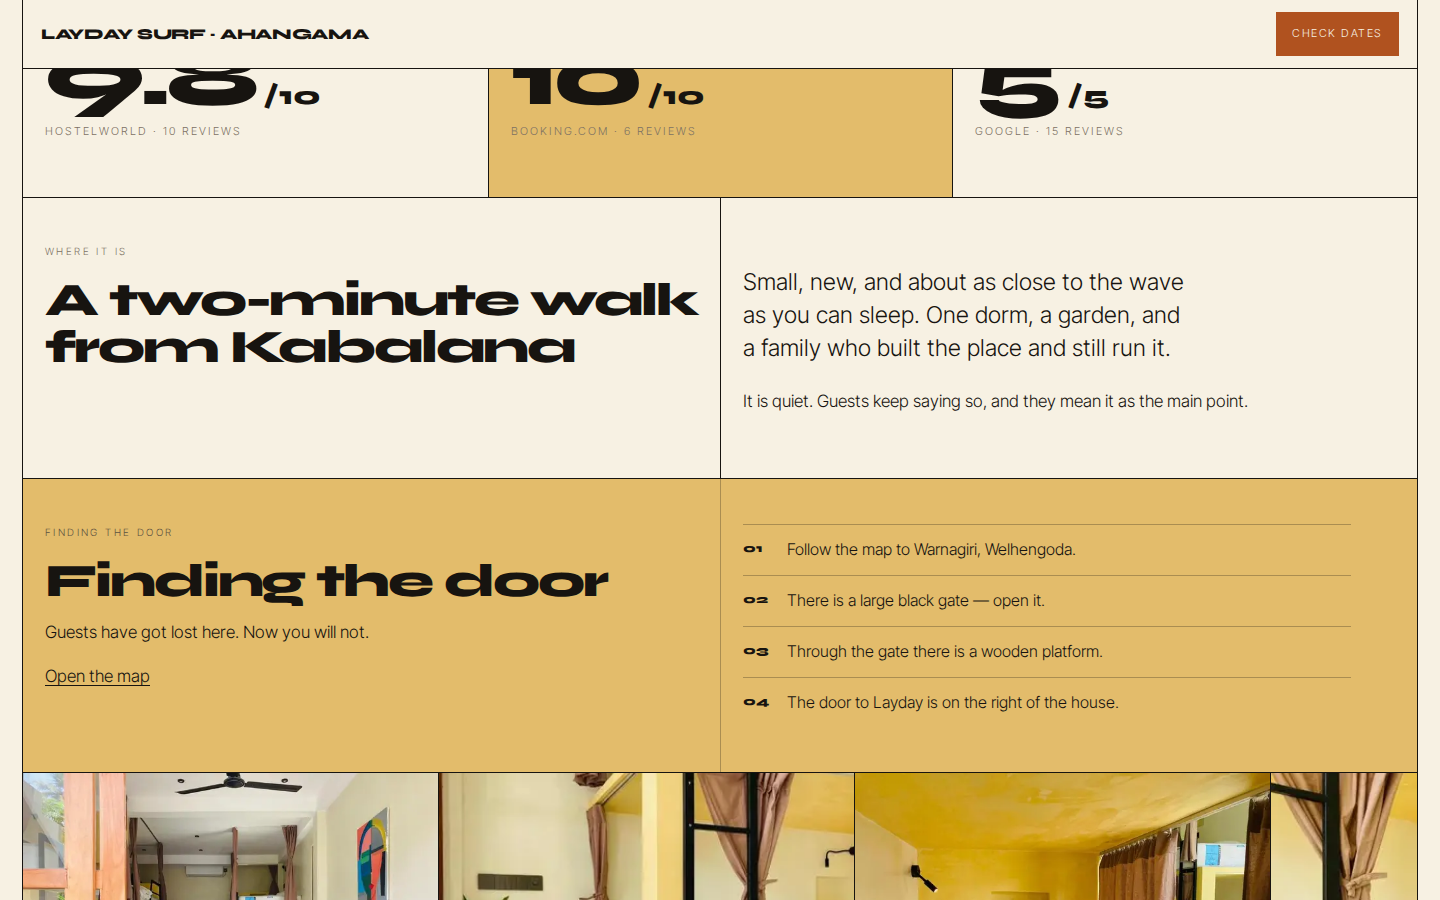 LAYDAY SURF · AHANGAMA
CHECK DATES
9.8/10
HOSTELWORLD · 10 REVIEWS
10/10
BOOKING.COM · 6 REVIEWS
5/5
GOOGLE · 15 REVIEWS
WHERE IT IS
A two-minute walk
from Kabalana
Small, new, and about as close to the wave
as you can sleep. One dorm, a garden, and
a family who built the place and still run it.
It is quiet. Guests keep saying so, and they mean it as the main point.
FINDING THE DOOR
Finding the door
Guests have got lost here. Now you will not.
Open the map
01 Follow the map to Warnagiri, Welhengoda.
02 There is a large black gate — open it.
03 Through the gate there is a wooden platform.
04 The door to Layday is on the right of the house.